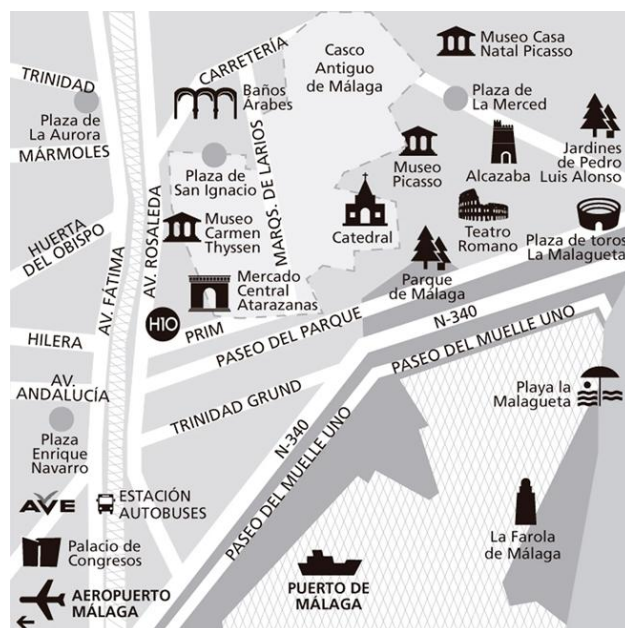 Museo Casa
Natal Picasso
Casco
Antiguo
de Málaga
CARRETERÍA
TRINIDAD
Baños
Árabes
Plaza de
La Merced
Plaza de
La Aurora
MÁRMOLES
Jardines
de Pedro
Luis Alonso
Museo
Picasso
Alcazaba
Plaza de
San Ignacio
MARQS. DE LARIOS
HUERTA
DEL OBISPO
AV. FÁTIMA
AV. ROSALEDA
Museo
Carmen
Thyssen
Catedral
Teatro
Romano
Plaza de toros
La Malagueta
Parque
de Málaga
Mercado
Central
Atarazanas
H10
PRIM
PASEO DEL PARQUE
N-340
PASEO DEL MUELLE UNO
HILERA
AV.
ANDALUCÍA
TRINIDAD GRUND
Playa la
Malagueta
Plaza
Enrique
Navarro
N-340
PASEO DEL MUELLE UNO
AVE
ESTACIÓN
AUTOBUSES
Palacio de
Congresos
La Farola
de Málaga
PUERTO DE
MÁLAGA
AEROPUERTO
MÁLAGA